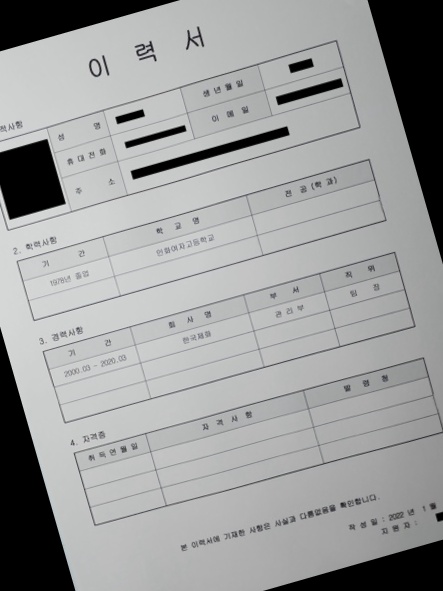 이 력 서
적사항
성 명
생 년 월 일
휴 대 전 화
이 메 일
주 소
2. 학력사항
기 간 학 교 명 전 공 (학 과)
1978년 졸업 인화여자고등학교
3. 경력사항
기 간 회 사 명 부 서 직 위
2000.03 ~ 2020.03 한국제화 관리부 팀 장
4. 자격증
취 득 연 월 일 자 격 사 항 발 행 청
본 이력서에 기재한 사항은 사실과 다름없음을 확인합니다.
작 성 일 : 2022 년 1 월
지 원 자 :